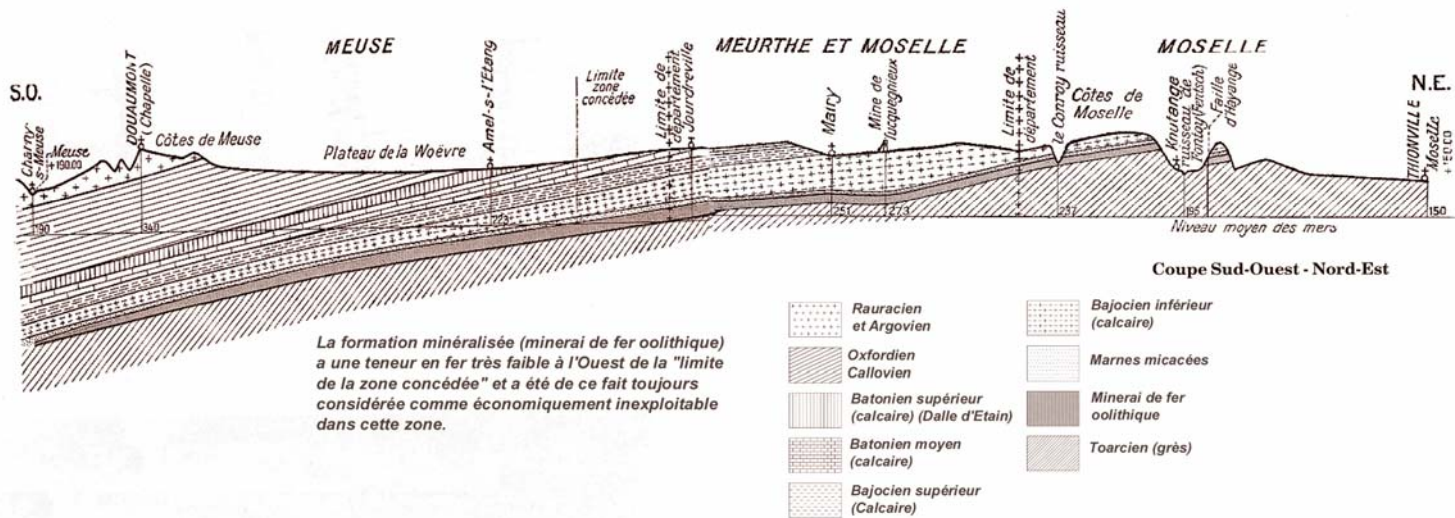 MEUSE
MEURTHE ET MOSELLE
MOSELLE
S.O.
N.E.
Charny
s-Meuse
Meuse
+190.00
DOUAUMONT
(Chapelle)
Côtes de Meuse
Plateau de la Woëvre
Amel-s-l'Etang
Limite
zone
concédée
Limite de
département
Jourdreville
Mairy
Mine de
Tucquegnieux
Limite de
département
le Conroy ruisseau
Côtes de
Moselle
Knutange
ruisseau de
Faille
d'Hayange
THIONVILLE
Moselle
190
340
251
273
237
195
150
Niveau moyen des mers
Coupe Sud-Ouest - Nord-Est
La formation minéralisée (minerai de fer oolithique)
a une teneur en fer très faible à l'Ouest de la "limite
de la zone concédée" et a été de ce fait toujours
considérée comme économiquement inexploitable
dans cette zone.
Rauracien
et Argovien
Oxfordien
Callovien
Batonien supérieur
(calcaire) (Dalle d'Etain)
Batonien moyen
(calcaire)
Bajocien supérieur
(Calcaire)
Bajocien inférieur
(calcaire)
Marnes micacées
Minerai de fer
oolithique
Toarcien (grès)